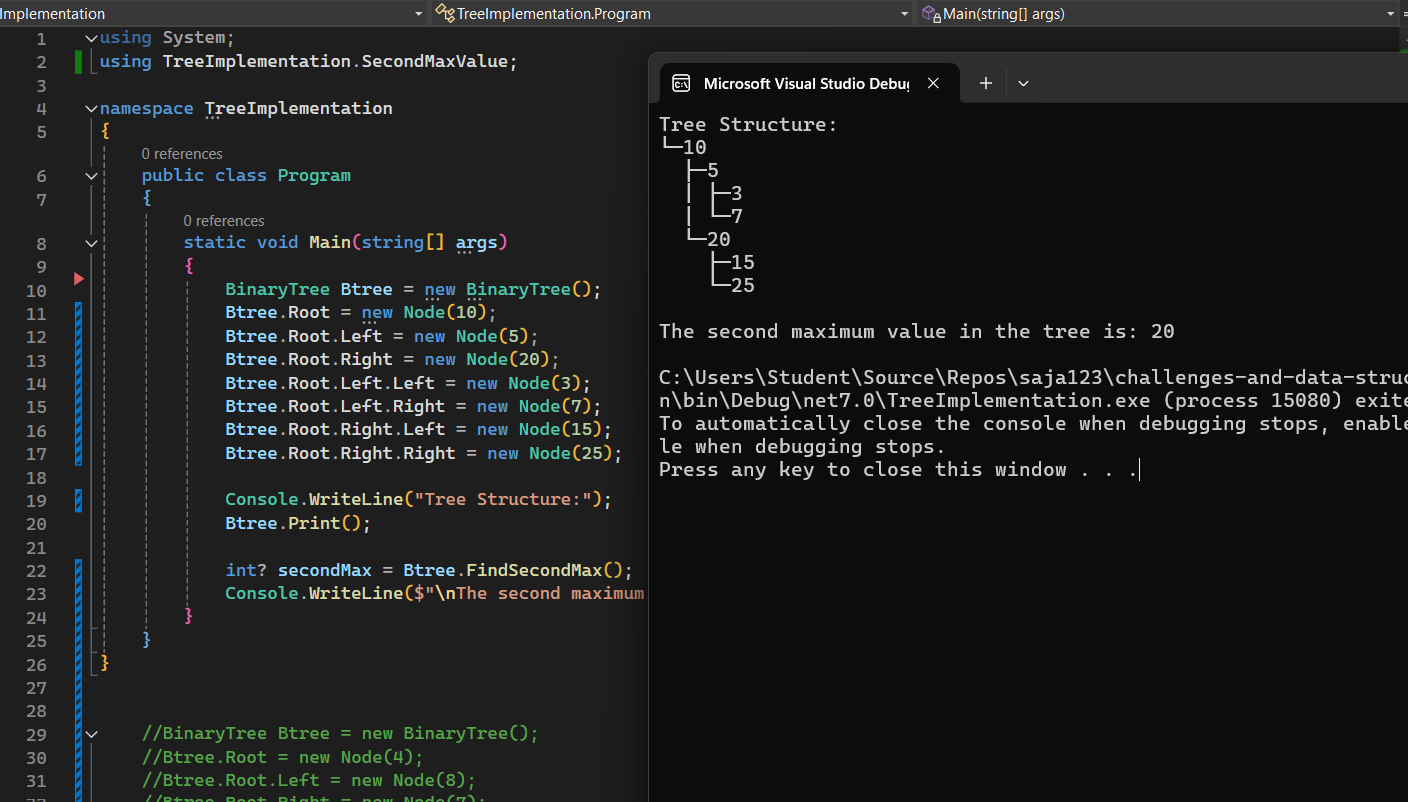 Implementation
TreeImplementation.Program
Main(string[] args)
1 using System;
2 using TreeImplementation.SecondMaxValue;
3
4 namespace TreeImplementation
5 {
0 references
6 public class Program
7 {
0 references
8 static void Main(string[] args)
9 {
10 BinaryTree Btree = new BinaryTree();
11 Btree.Root = new Node(10);
12 Btree.Root.Left = new Node(5);
13 Btree.Root.Right = new Node(20);
14 Btree.Root.Left.Left = new Node(3);
15 Btree.Root.Left.Right = new Node(7);
16 Btree.Root.Right.Left = new Node(15);
17 Btree.Root.Right.Right = new Node(25);
18
19 Console.WriteLine("Tree Structure:");
20 Btree.Print();
21
22 int? secondMax = Btree.FindSecondMax();
23 Console.WriteLine($"\nThe second maximum
24 }
25 }
26 }
27
28
29 //BinaryTree Btree = new BinaryTree();
30 //Btree.Root = new Node(4);
31 //Btree.Root.Left = new Node(8);
32 //Btree.Root.Right = new Node(7);
Microsoft Visual Studio Debug
Tree Structure:
└─10
├─5
│ ├─3
│ └─7
└─20
├─15
└─25
The second maximum value in the tree is: 20
C:\Users\Student\Source\Repos\saja123\challenges-and-data-struc
n\bin\Debug\net7.0\TreeImplementation.exe (process 15080) exite
To automatically close the console when debugging stops, enable
le when debugging stops.
Press any key to close this window . . .